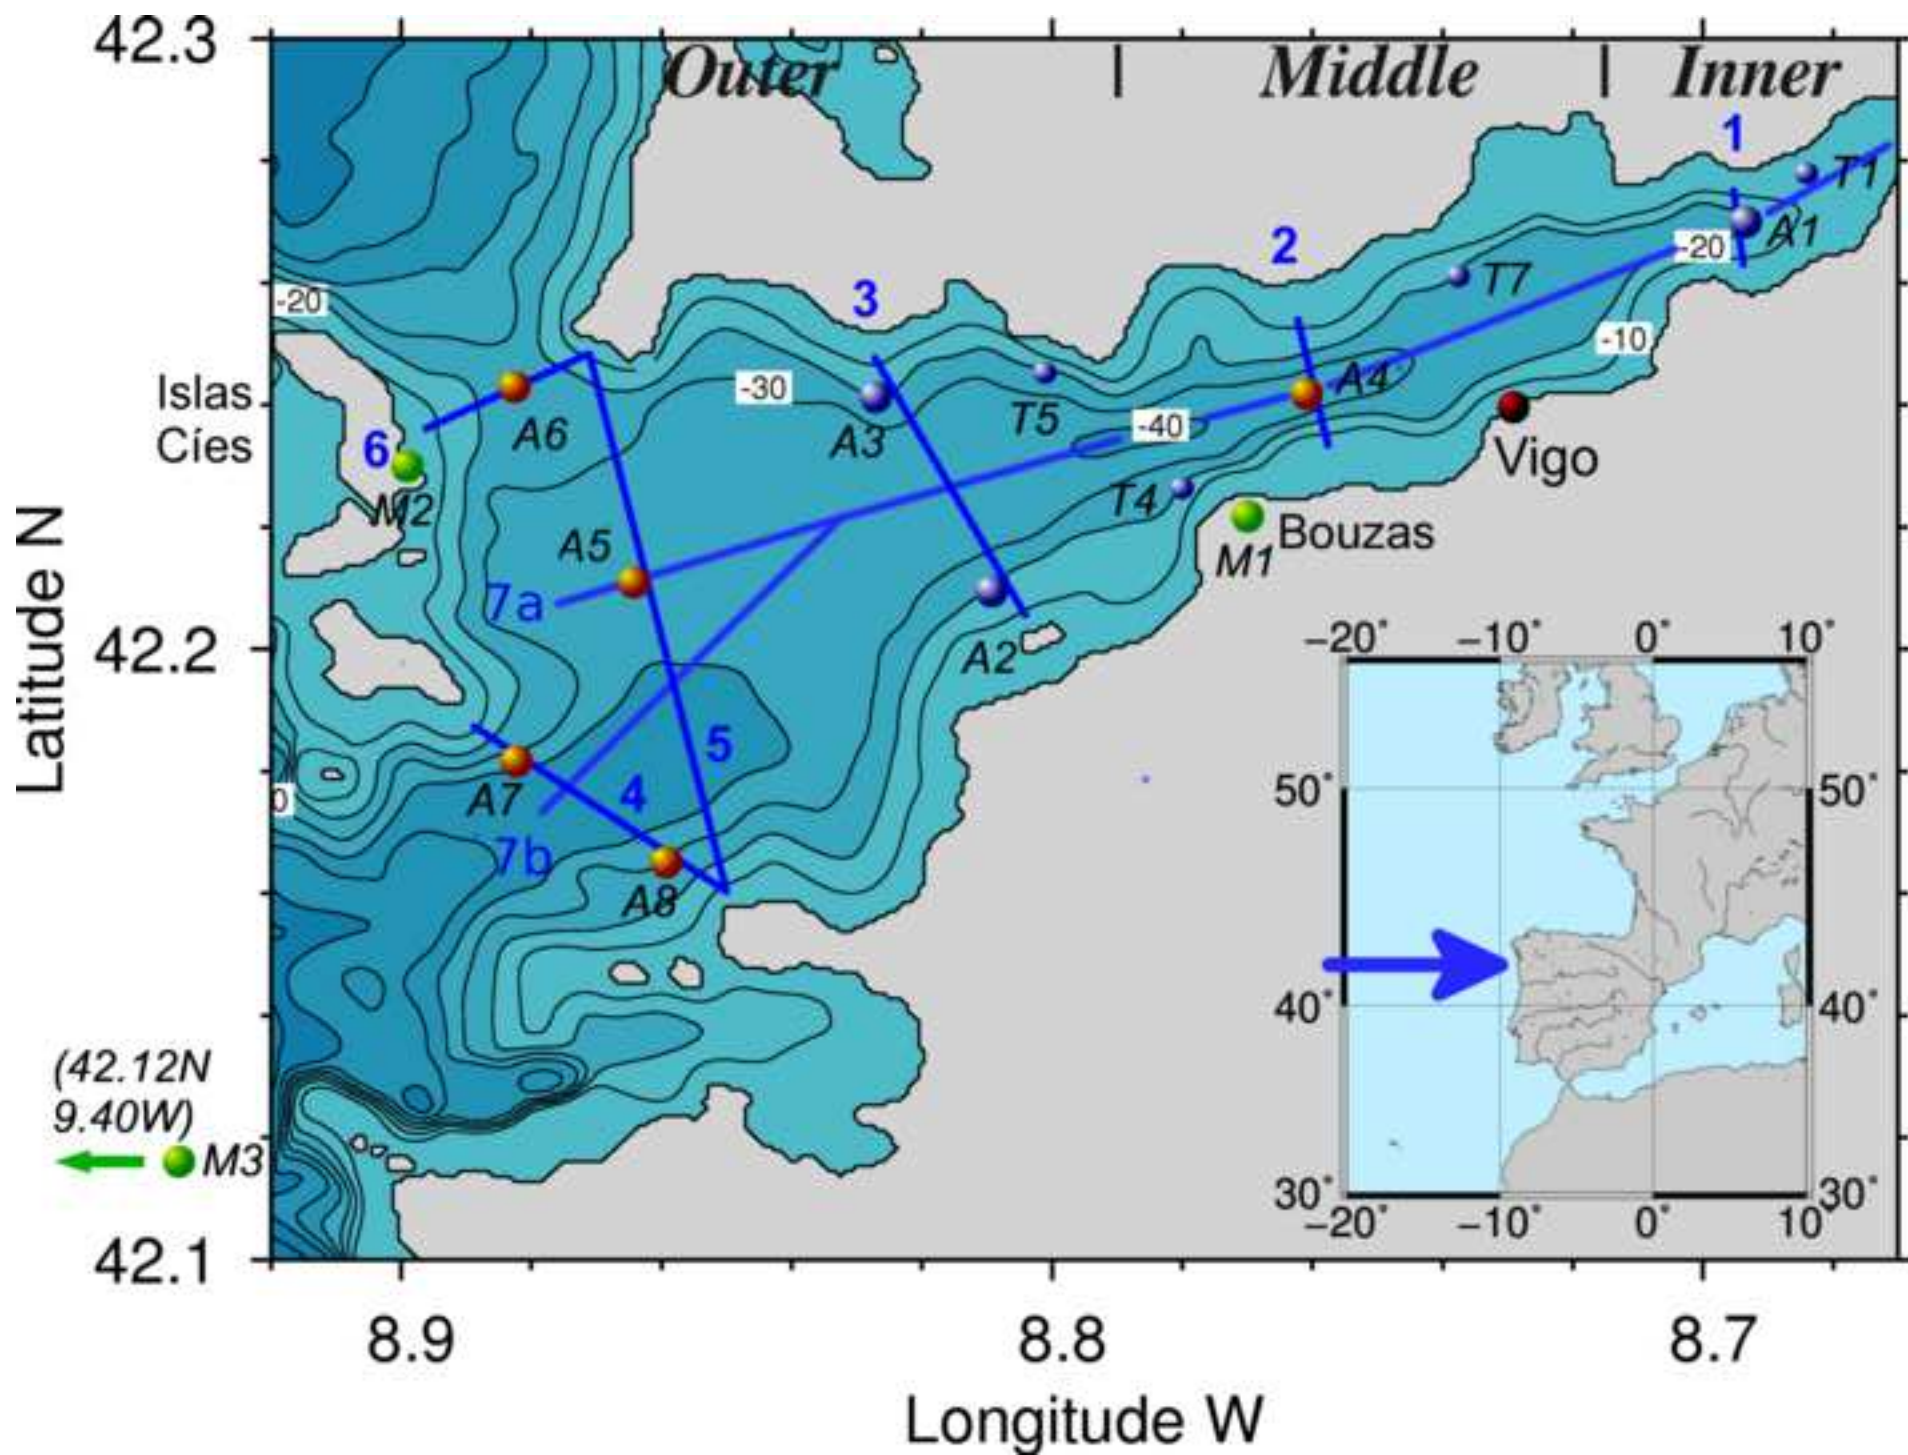 42.3
Outer
|
Middle
|
Inner
1
T1
A1
-20
2
T7
3
-20
-10
Islas
Cíes
-30
A4
A6
A3
T5
-40
Vigo
6
M2
T4
A5
M1
Bouzas
7a
42.2
A2
-20° -10° 0° 10°
5
4
A7
0
50° 50°
7b
A8
40° 40°
(42.12N
9.40W)
M3
30° 30°
-20° -10° 0° 10°
42.1
8.9 8.8 8.7
Longitude W
Latitude N